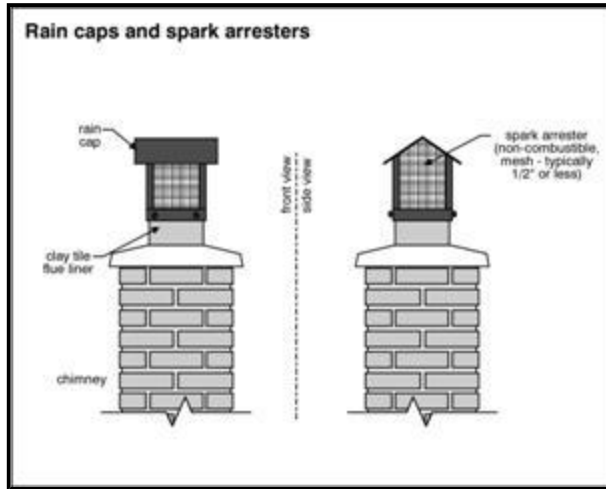 Rain caps and spark arresters
rain
cap
clay tile
flue liner
chimney
front view
side view
spark arrester
(non-combustible,
mesh - typically
1/2" or less)